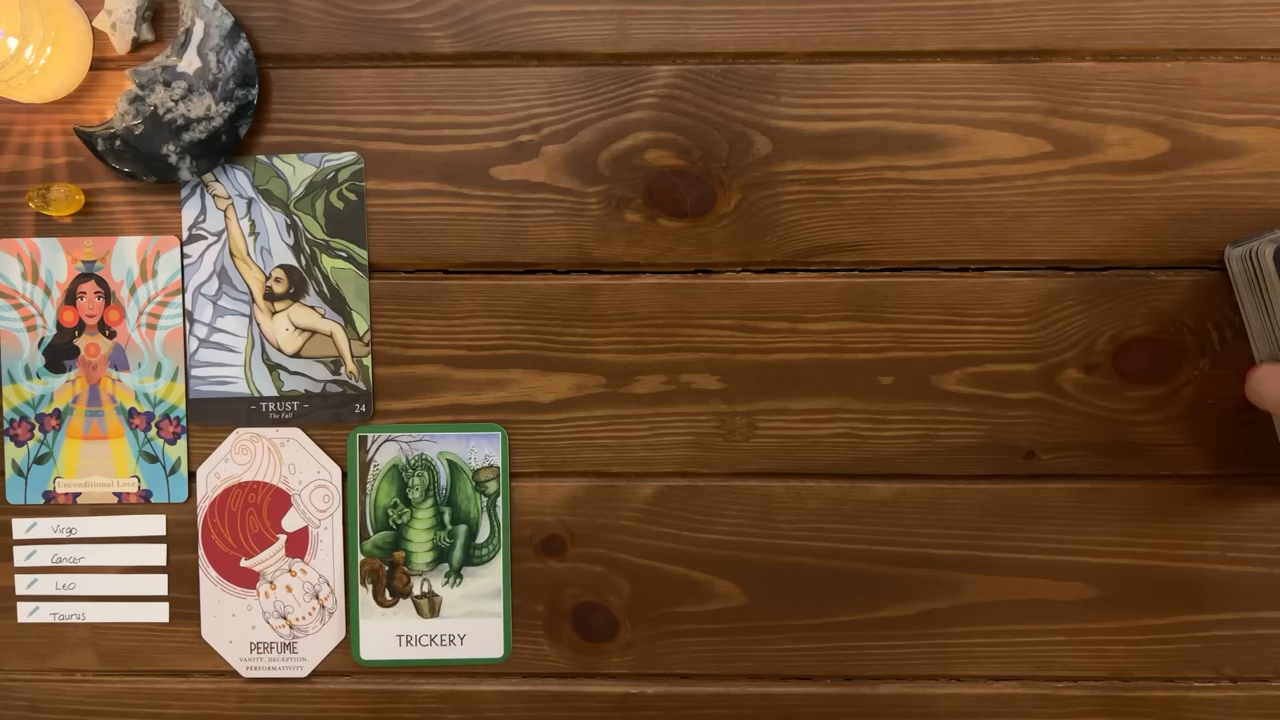 - TRUST -
The Fall
24
Unconditional Love
Virgo
Cancer
Leo
Taurus
PERFUME
VANITY, DECEPTION,
PERFORMATIVITY
TRICKERY